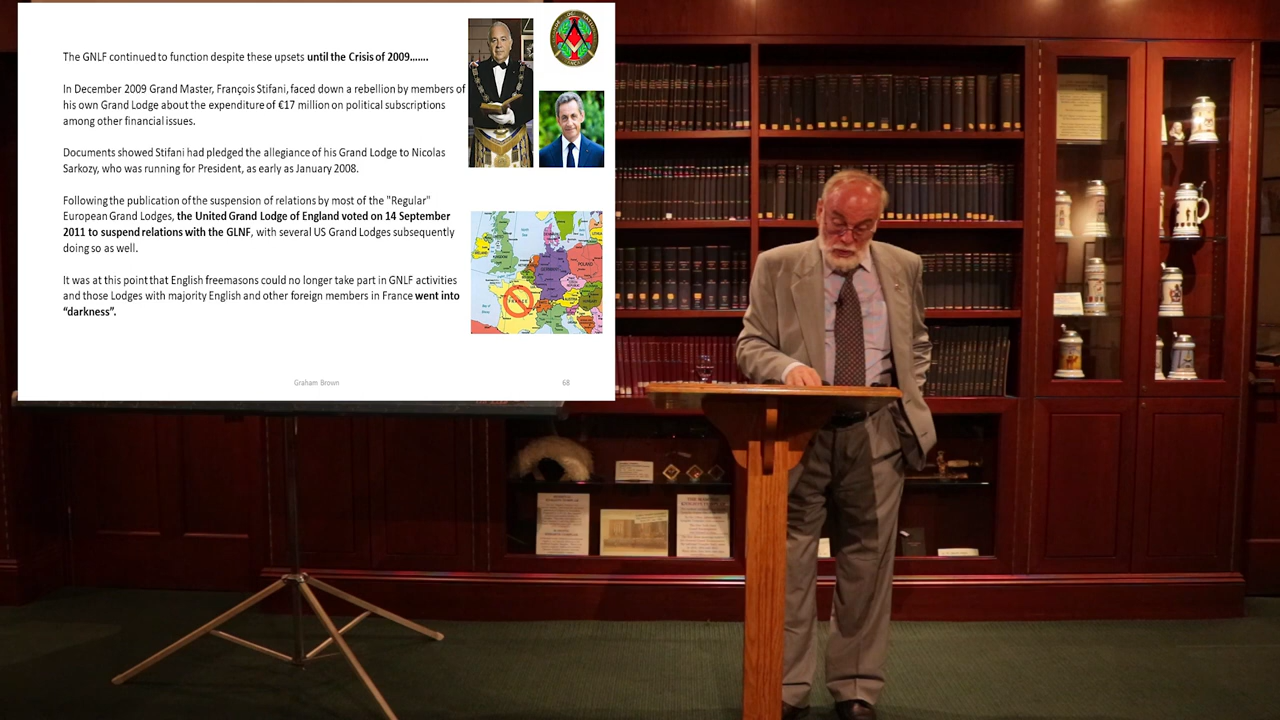 The GNLF continued to function despite these upsets until the Crisis of 2009.......
In December 2009 Grand Master, François Stifani, faced down a rebellion by members of
his own Grand Lodge about the expenditure of €17 million on political subscriptions
among other financial issues.
Documents showed Stifani had pledged the allegiance of his Grand Lodge to Nicolas
Sarkozy, who was running for President, as early as January 2008.
Following the publication of the suspension of relations by most of the "Regular"
European Grand Lodges, the United Grand Lodge of England voted on 14 September
2011 to suspend relations with the GLNF, with several US Grand Lodges subsequently
doing so as well.
It was at this point that English freemasons could no longer take part in GNLF activities
and those Lodges with majority English and other foreign members in France went into
“darkness”.
POLAND
GERMANY
FRANCE
Graham Brown
68